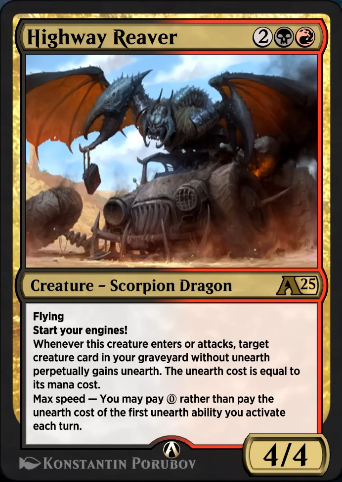 Highway Reaver 2
Creature – Scorpion Dragon A25
Flying
Start your engines!
Whenever this creature enters or attacks, target
creature card in your graveyard without unearth
perpetually gains unearth. The unearth cost is equal to
its mana cost.
Max speed — You may pay 0 rather than pay the
unearth cost of the first unearth ability you activate
each turn.
4/4
Konstantin Porubov